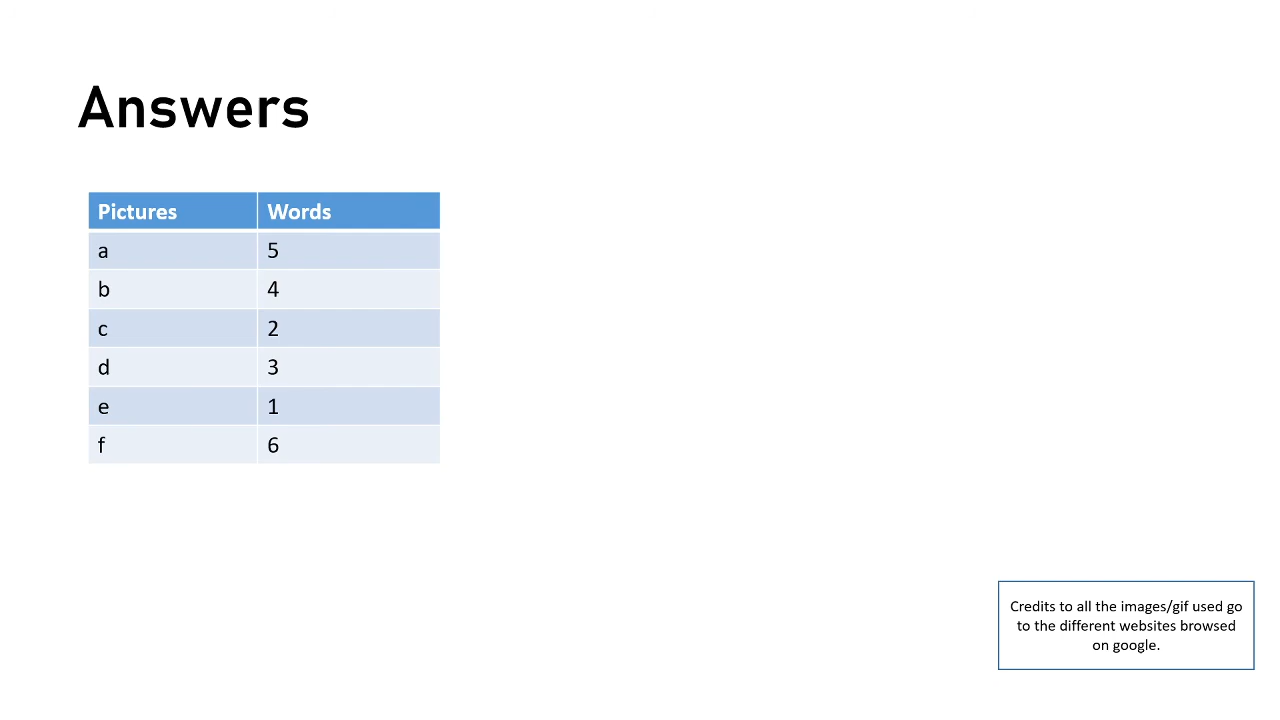 Answers
Pictures Words
a 5
b 4
c 2
d 3
e 1
f 6
Credits to all the images/gif used go
to the different websites browsed
on google.